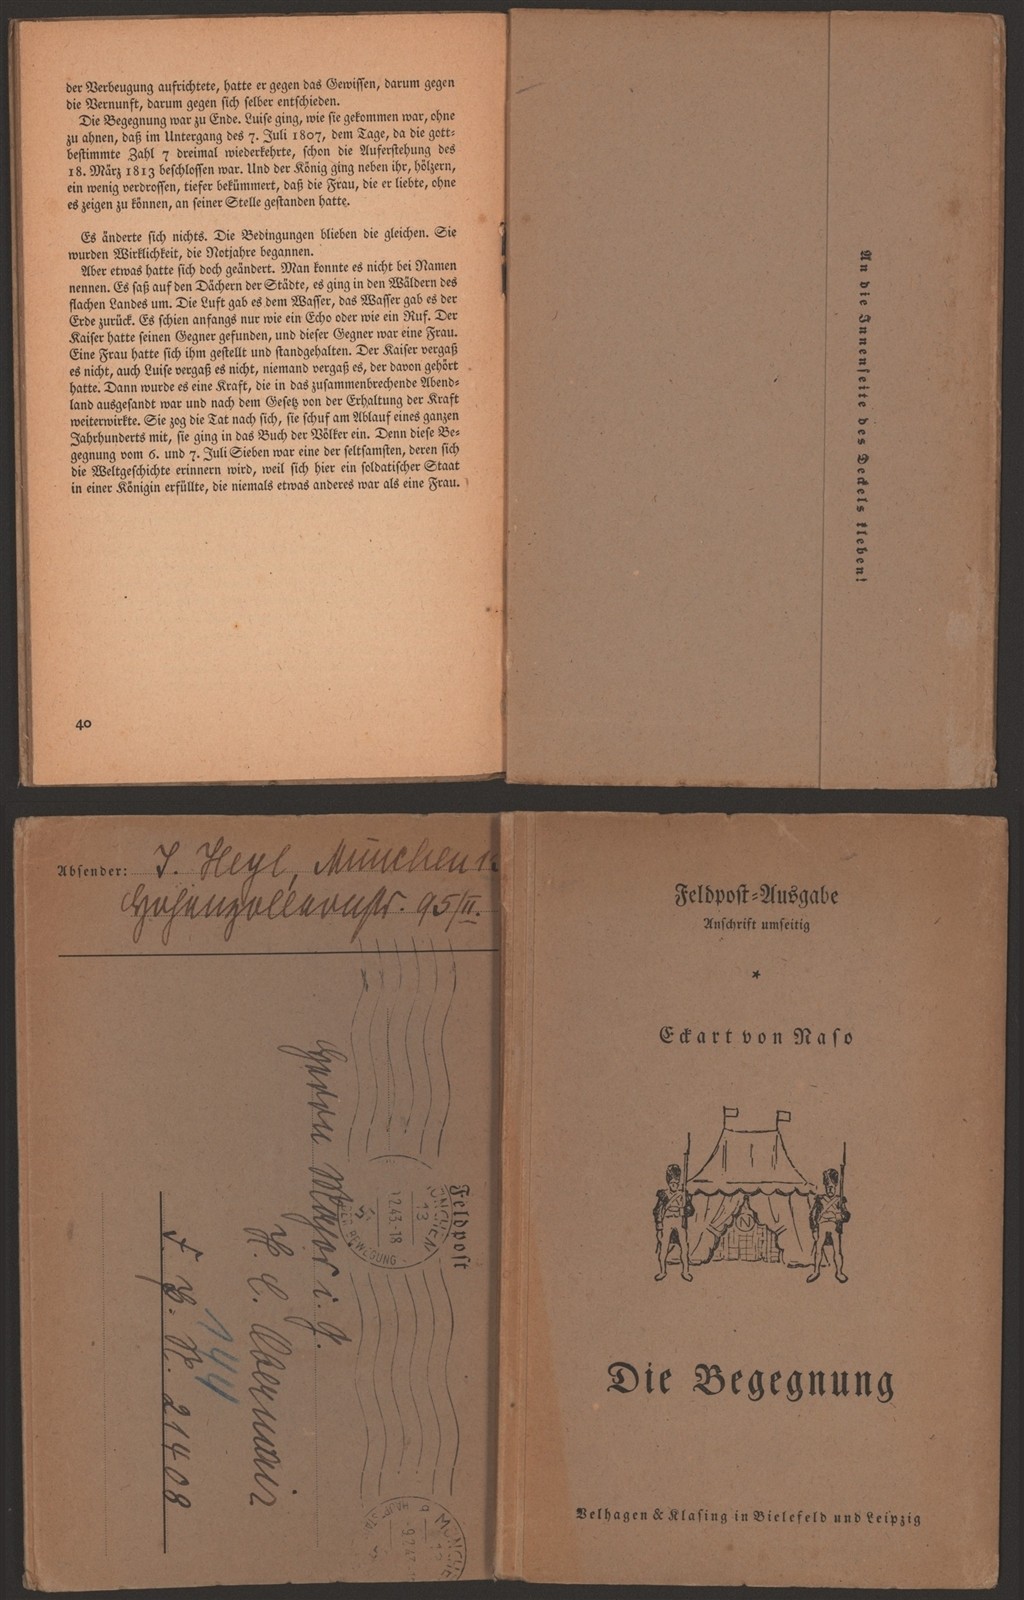 der Verbeugung aufrichtete, hatte er gegen das Gewissen, darum gegen
die Vernunft, darum gegen sich selber entschieden.
Die Begegnung war zu Ende. Luise ging, wie sie gekommen war, ohne
zu ahnen, daß im Untergang des 7. Juli 1807, dem Tage, da die gott-
bestimmte Zahl 7 dreimal wiederkehrte, schon die Auferstehung des
18. März 1813 beschlossen war. Und der König ging neben ihr, hölzern,
ein wenig verdrossen, tiefer bekümmert, daß die Frau, die er liebte, ohne
es zeigen zu können, an seiner Stelle gestanden hatte.
Es änderte sich nichts. Die Bedingungen blieben die gleichen. Sie
wurden Wirklichkeit, die Notjahre begannen.
Aber etwas hatte sich doch geändert. Man konnte es nicht bei Namen
nennen. Es saß auf den Dächern der Städte, es ging in den Wäldern des
flachen Landes um. Die Luft gab es dem Wasser, das Wasser gab es der
Erde zurück. Es schien anfangs nur wie ein Echo oder wie ein Ruf. Der
Kaiser hatte seinen Gegner gefunden, und dieser Gegner war eine Frau.
Eine Frau hatte sich ihm gestellt und standgehalten. Der Kaiser vergaß
es nicht, auch Luise vergaß es nicht, niemand vergaß es, der davon gehört
hatte. Dann wurde es eine Kraft, die in das zusammenbrechende Abend-
land ausgesandt war und nach dem Gesetz von der Erhaltung der Kraft
weiterwirkte. Sie zog die Tat nach sich, sie schuf am Ablauf eines ganzen
Jahrhunderts mit, sie ging in das Buch der Völker ein. Denn diese Be-
gegnung vom 6. und 7. Juli Sieben war eine der seltsamsten, deren sich
die Weltgeschichte erinnern wird, weil sich hier ein soldatischer Staat
in einer Königin erfüllte, die niemals etwas anderes war als eine Frau.
40
An die Innenseite des Deckels kleben!
Absender: J. Heyl, München 13
Hohenzollernstr. 95/II.
Feldpost
MÜNCHEN
13
BEWEGUNG
Herrn Major i. G.
H. C. Obermair
144
F. P. N. 21408
Feldpost-Ausgabe
Anschrift umseitig
*
Eckart von Naso
N
Die Begegnung
Velhagen & Klasing in Bielefeld und Leipzig